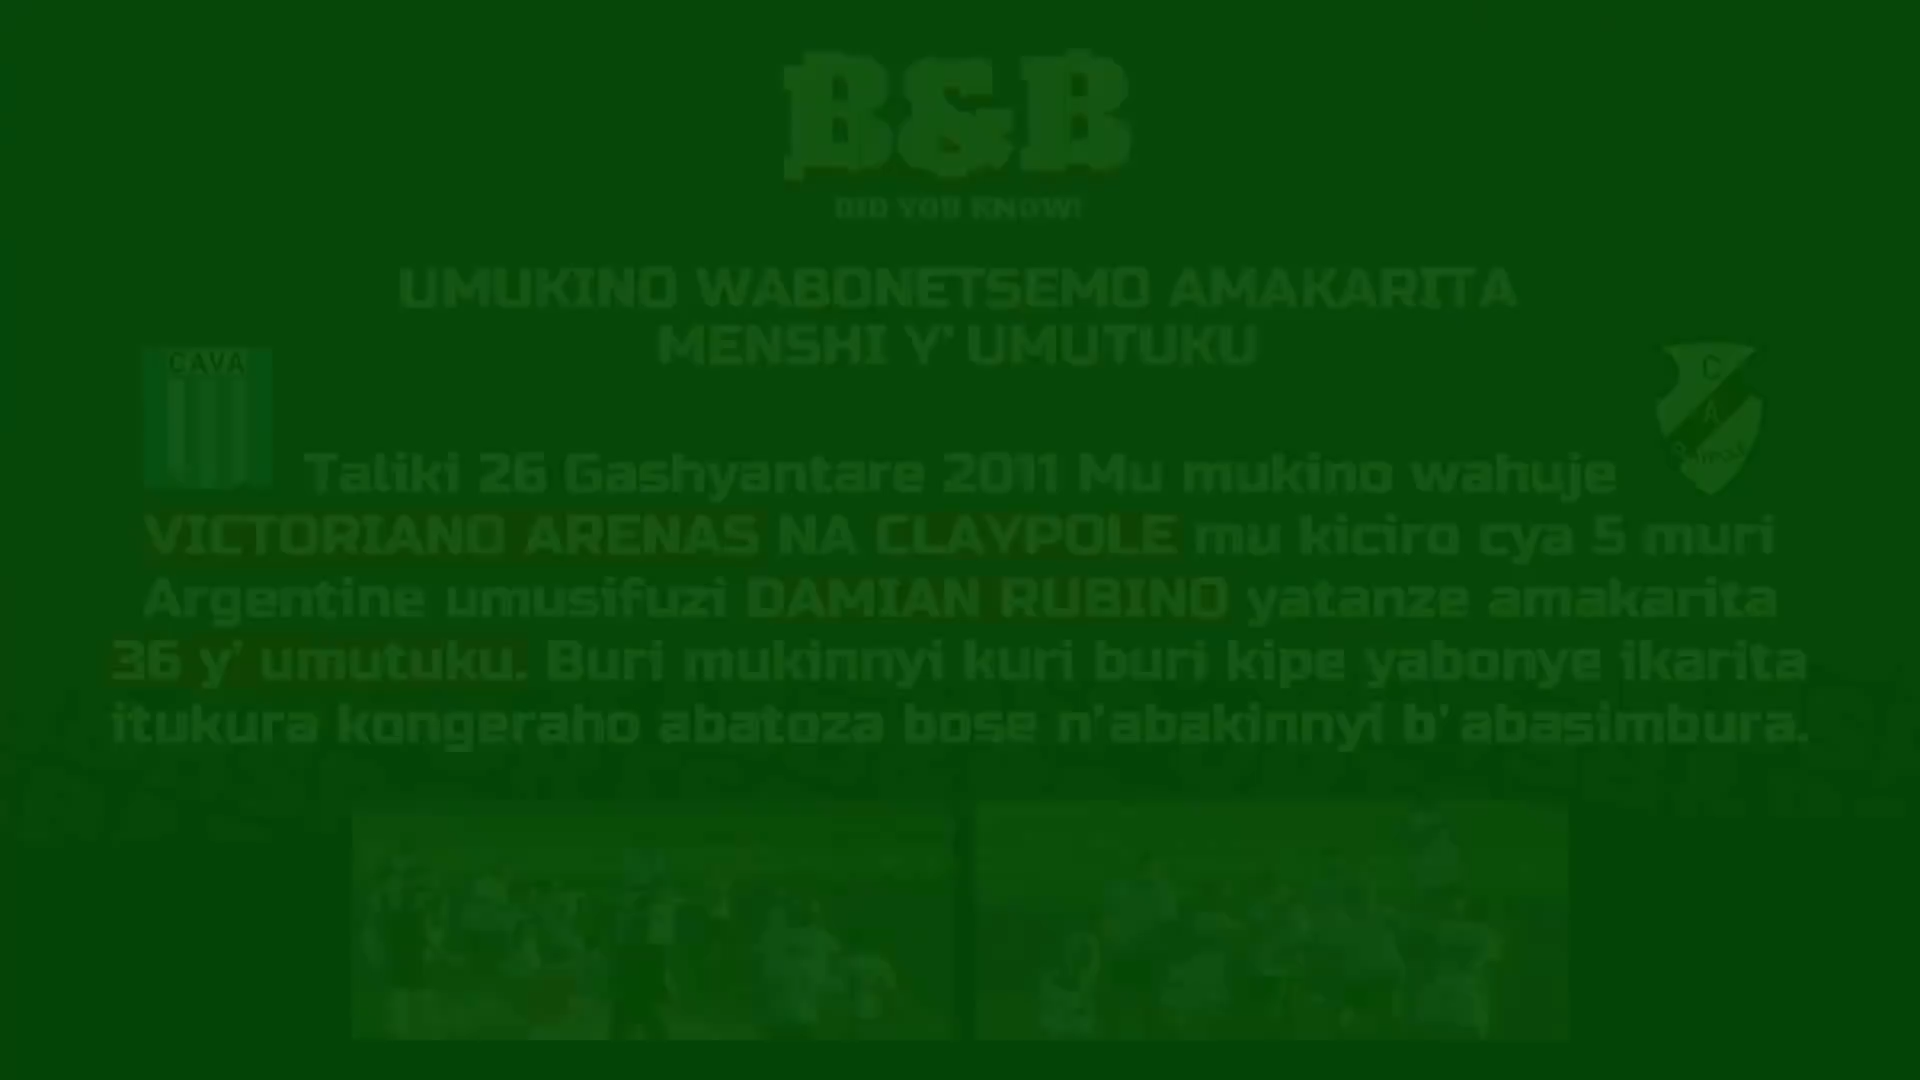 B&B
DID YOU KNOW!
UMUKINO WABONETSEMO AMAKARITA
MENSHI Y' UMUTUKU
CAVA
C
A
Taliki 26 Gashyantare 2011 Mu mukino wahuje
VICTORIANO ARENAS NA CLAYPOLE mu kiciro cya 5 muri
Argentine umusifuzi DAMIAN RUBINO yatanze amakarita
36 y' umutuku. Buri mukinnyi kuri buri kipe yabonye ikarita
itukura kongeraho abatoza bose n'abakinnyi b' abasimbura.